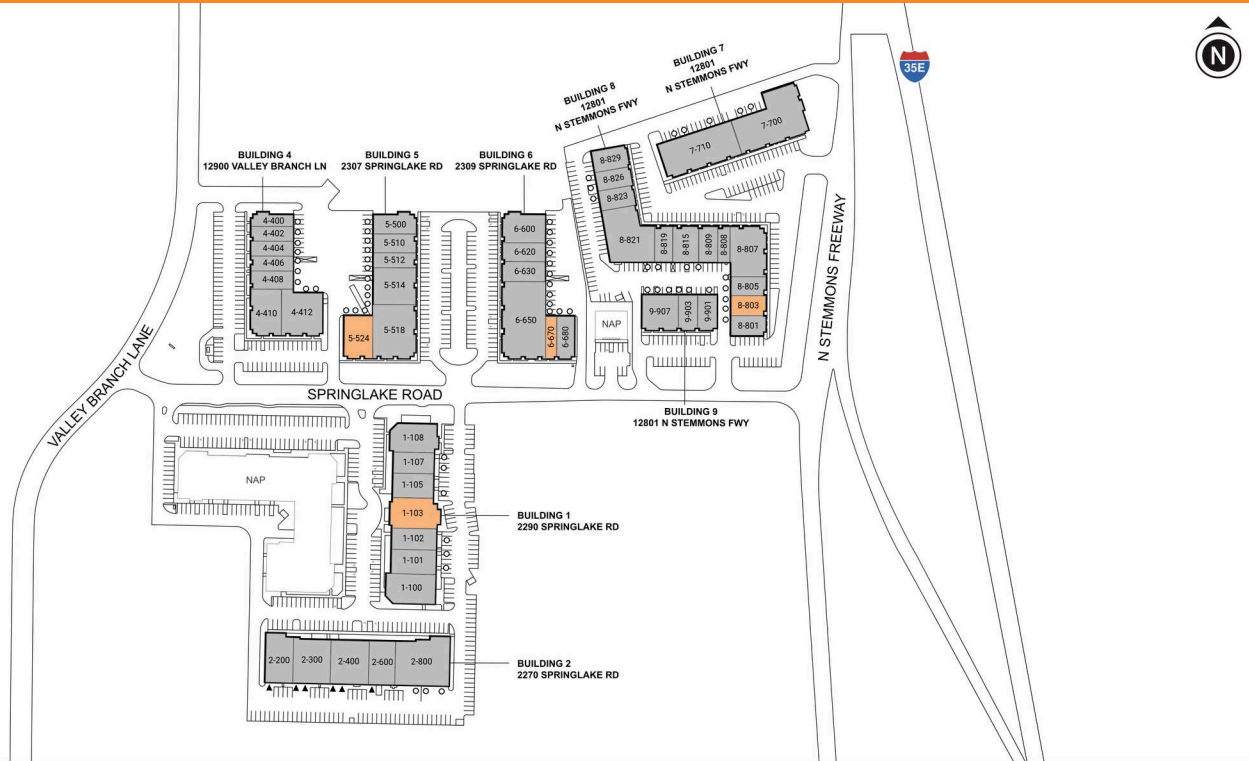 N
35E
BUILDING 7
12801
N STEMMONS FWY
BUILDING 8
12801
N STEMMONS FWY
7-700
7-710
BUILDING 4
12900 VALLEY BRANCH LN
BUILDING 5
2307 SPRINGLAKE RD
BUILDING 6
2309 SPRINGLAKE RD
8-829
8-826
8-823
8-821
8-819
8-815
8-809
8-808
8-807
8-805
8-803
8-801
4-400
4-402
4-404
4-406
4-408
4-410
4-412
5-500
5-510
5-512
5-514
5-518
5-524
6-600
6-620
6-630
6-650
6-670
6-680
NAP
9-907
9-903
9-901
N STEMMONS FREEWAY
VALLEY BRANCH LANE
SPRINGLAKE ROAD
BUILDING 9
12801 N STEMMONS FWY
NAP
1-108
1-107
1-105
1-103
1-102
1-101
1-100
BUILDING 1
2290 SPRINGLAKE RD
2-200
2-300
2-400
2-600
2-800
BUILDING 2
2270 SPRINGLAKE RD